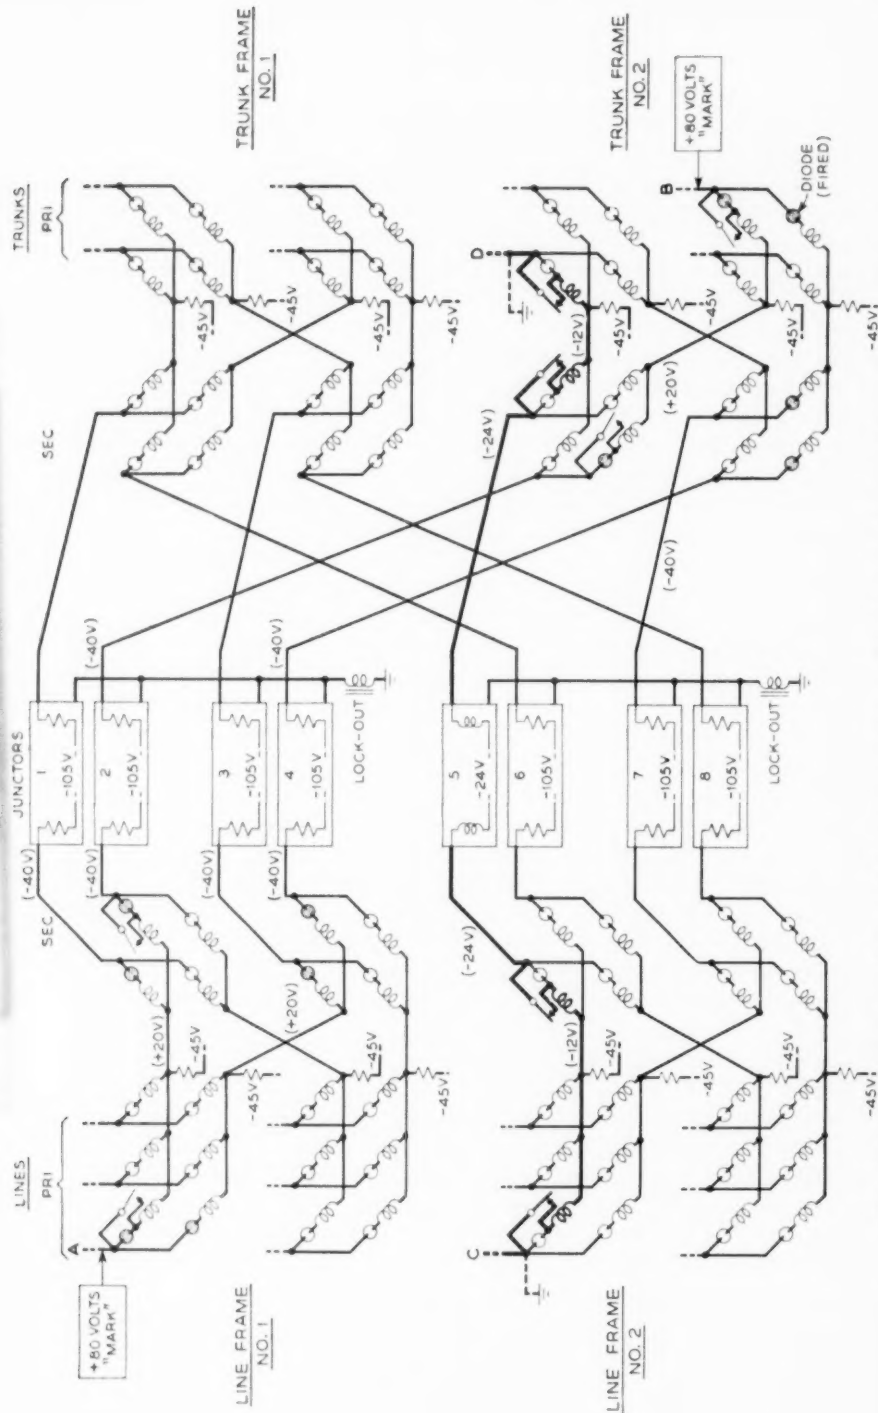 TRUNK FRAME
NO. 1
TRUNK FRAME
NO. 2
+80 VOLTS
"MARK"
TRUNKS
PRI
B
DIODE
(FIRED)
D
-45V
-45V
-45V
-45V
(-12V)
-45V
-45V
(+20V)
-45V
-45V
SEC
(-24V)
(-40V)
JUNCTORS
(-40V)
(-40V)
1
-105V
2
-105V
3
-105V
4
-105V
LOCK-OUT
5
-24V
6
-105V
7
-105V
8
-105V
LOCK-OUT
(-40V)
(-40V)
(-40V)
(-40V)
SEC
(-24V)
(+20V)
(+20V)
(-12V)
-45V
-45V
-45V
-45V
-45V
-45V
-45V
-45V
LINES
PRI
A
C
+80 VOLTS
"MARK"
LINE FRAME
NO. 1
LINE FRAME
NO. 2